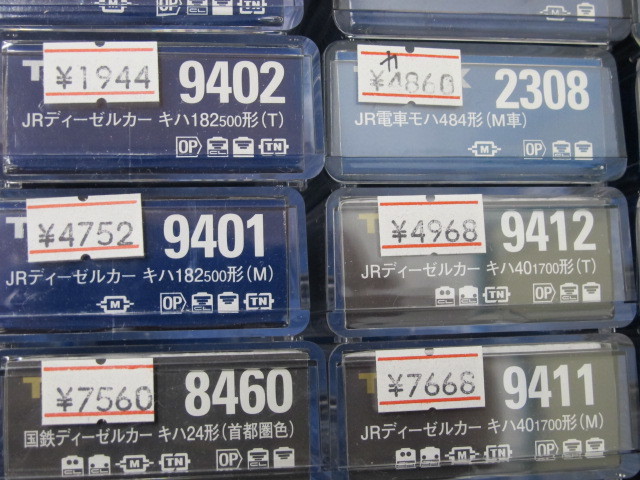 ¥1944
9402
JRディーゼルカー キハ182500形(T)
OP CL TN
¥4860
2308
JR電車モハ484形(M車)
M OP CL
¥4752
9401
JRディーゼルカー キハ182500形(M)
M OP CL TN
¥4968
9412
JRディーゼルカー キハ401700形(T)
TN OP CL
¥7560
8460
国鉄ディーゼルカー キハ24形(首都圏色)
M TN OP CL
¥7668
9411
JRディーゼルカー キハ401700形(M)
M TN OP CL